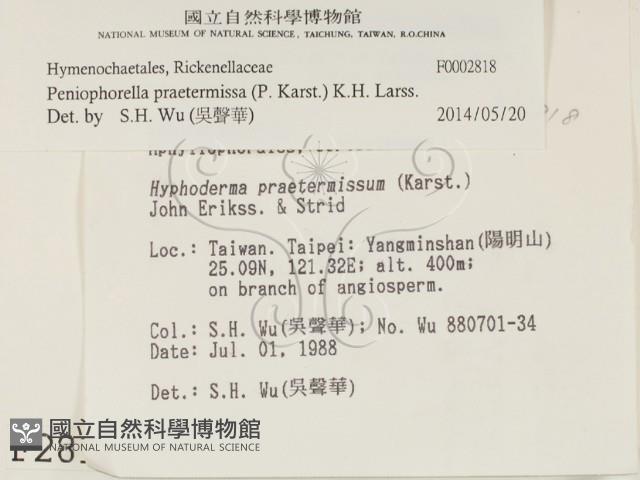 國立自然科學博物館
NATIONAL MUSEUM OF NATURAL SCIENCE, TAICHUNG, TAIWAN, R.O.CHINA
Hymenochaetales, Rickenellaceae F0002818
Peniophorella praetermissa (P. Karst.) K.H. Larss.
Det. by S.H. Wu (吳聲華) 2014/05/20
Hyphoderma praetermissum (Karst.)
John Erikss. & Strid
Loc.: Taiwan. Taipei: Yangminshan(陽明山)
25.09N, 121.32E; alt. 400m;
on branch of angiosperm.
Col.: S.H. Wu(吳聲華); No. Wu 880701-34
Date: Jul. 01, 1988
Det.: S.H. Wu(吳聲華)
國立自然科學博物館
NATIONAL MUSEUM OF NATURAL SCIENCE